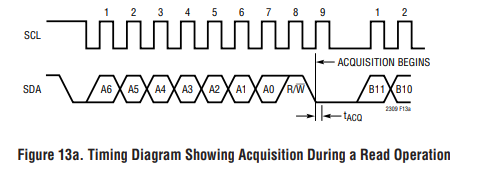 1 2 3 4 5 6 7 8 9 1 2
SCL
ACQUISITION BEGINS
SDA A6 A5 A4 A3 A2 A1 A0 R/W̅ B11 B10
2309 F13a
tACQ
Figure 13a. Timing Diagram Showing Acquisition During a Read Operation